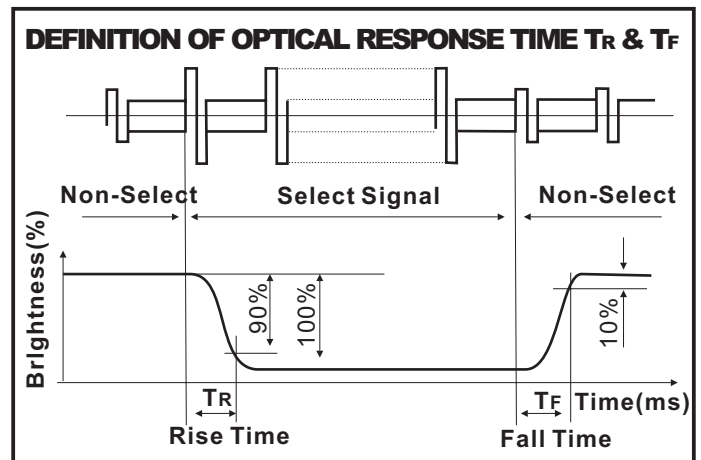 DEFINITION OF OPTICAL RESPONSE TIME TR & TF
Non-Select
Select Signal
Non-Select
BrIghtness(%)
90%
100%
10%
TR
TF
Time(ms)
Rise Time
Fall Time